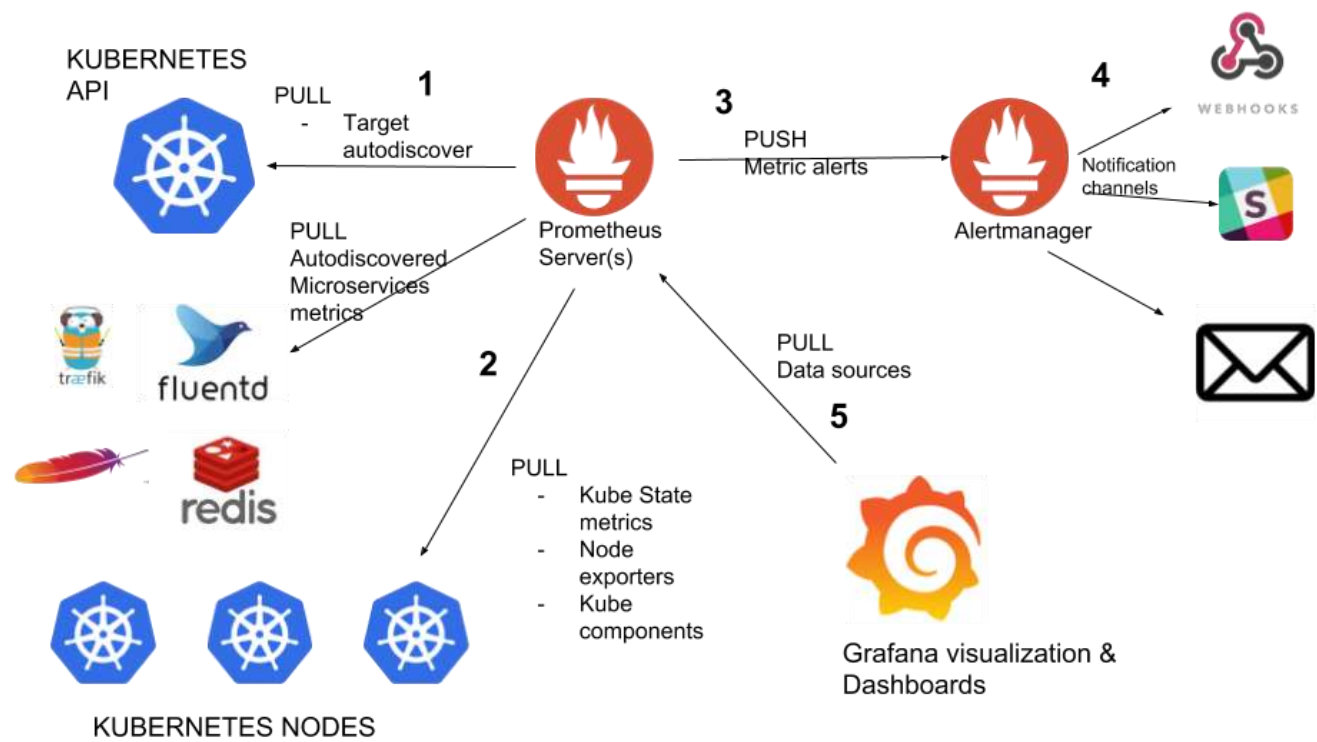 KUBERNETES
API
1
PULL
- Target
autodiscover
3
PUSH
Metric alerts
4
WEBHOOKS
Notification
channels
S
Prometheus
Server(s)
Alertmanager
PULL
Autodiscovered
Microservices
metrics
træfik
fluentd
2
PULL
Data sources
5
redis
PULL
- Kube State
metrics
- Node
exporters
- Kube
components
Grafana visualization &
Dashboards
KUBERNETES NODES